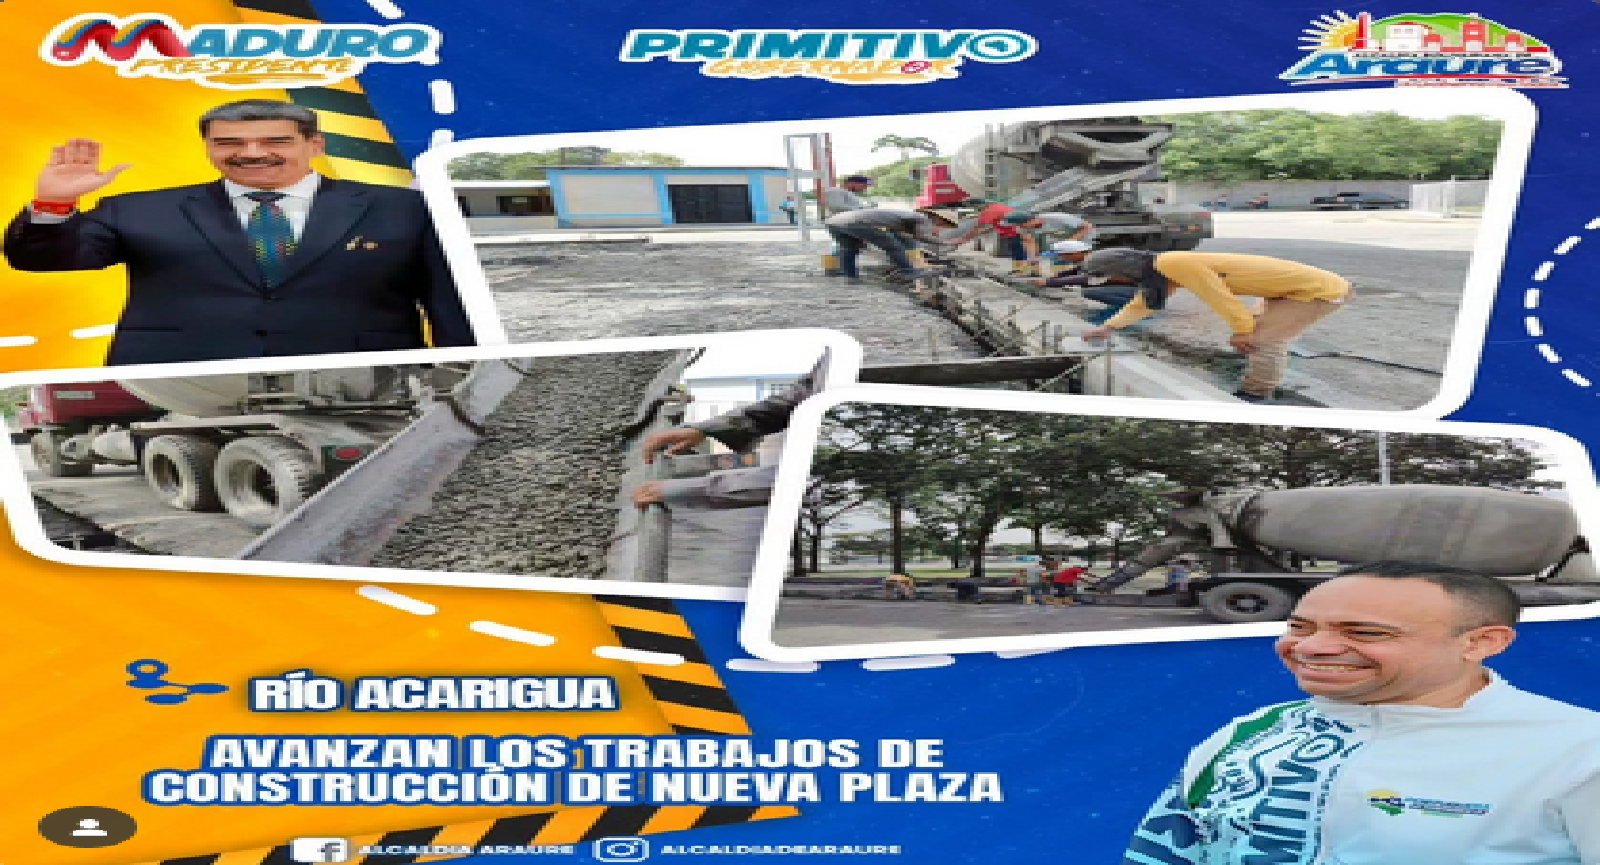 MADURO
PRESIDENTE
PRIMITIVO
GOBERNADOR
Araure
RÍO ACARIGUA
AVANZAN LOS TRABAJOS DE
CONSTRUCCIÓN DE NUEVA PLAZA
ALCALDIA ARAURE
ALCALDIADEARAURE